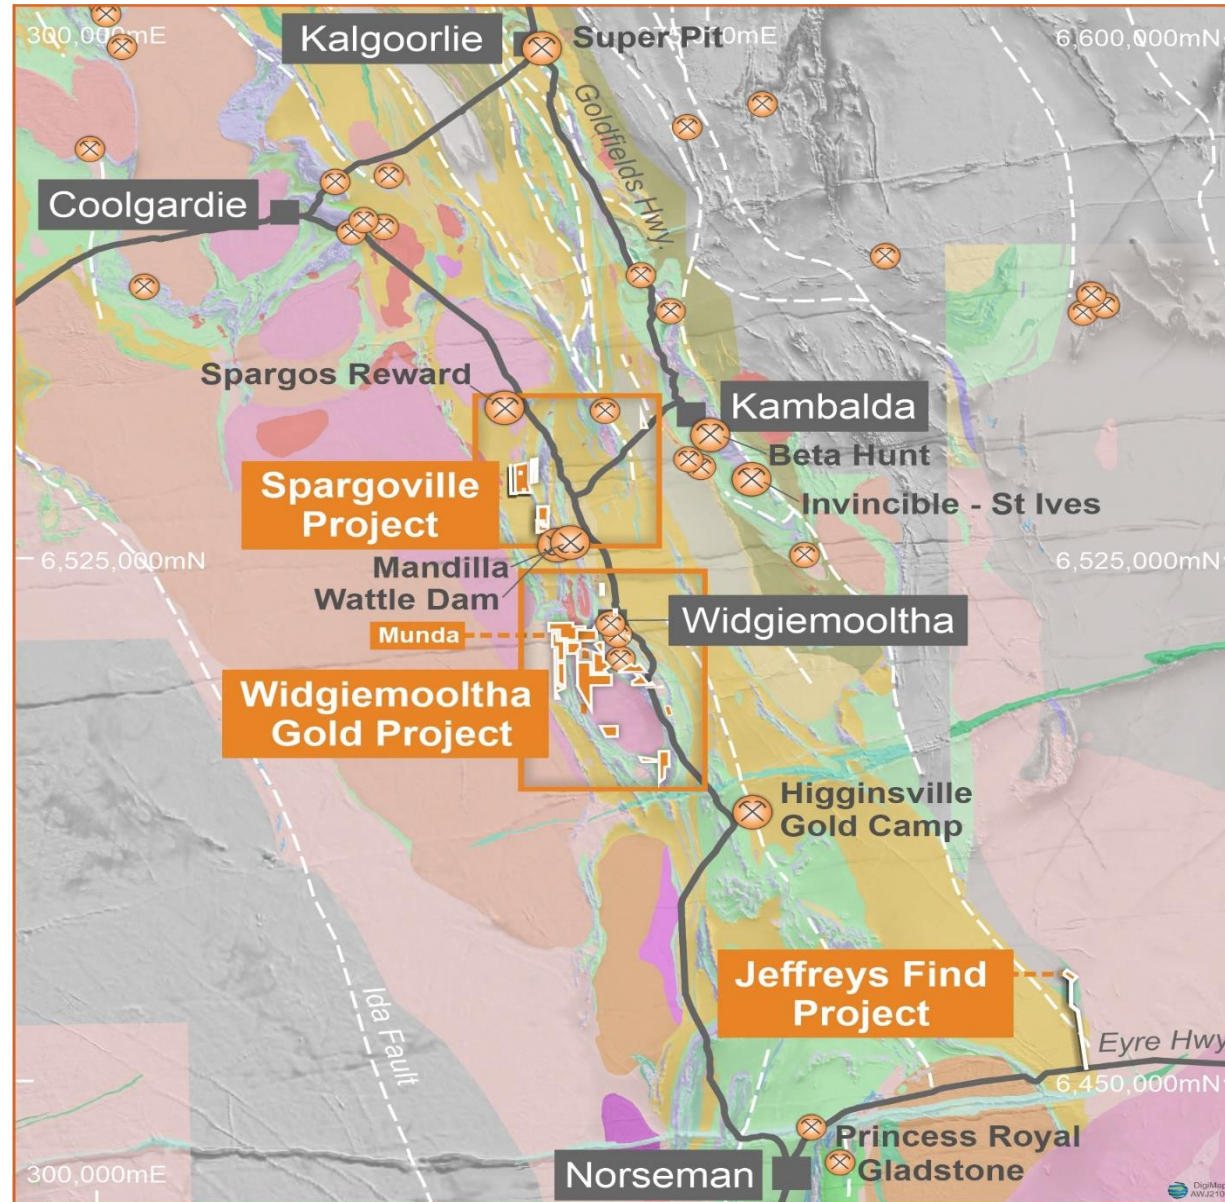 300,000mE
Kalgoorlie
Super Pit
mE
6,600,000mN
Goldfields Hwy.
Coolgardie
Spargos Reward
Kambalda
Beta Hunt
Invincible - St Ives
Spargoville
Project
6,525,000mN
6,525,000mN
Mandilla
Wattle Dam
Munda
Widgiemooltha
Widgiemooltha
Gold Project
Higginsville
Gold Camp
Jeffreys Find
Project
Ida Fault
Eyre Hwy
6,450,000mN
Princess Royal
Gladstone
Norseman
300,000mE
DigiMap